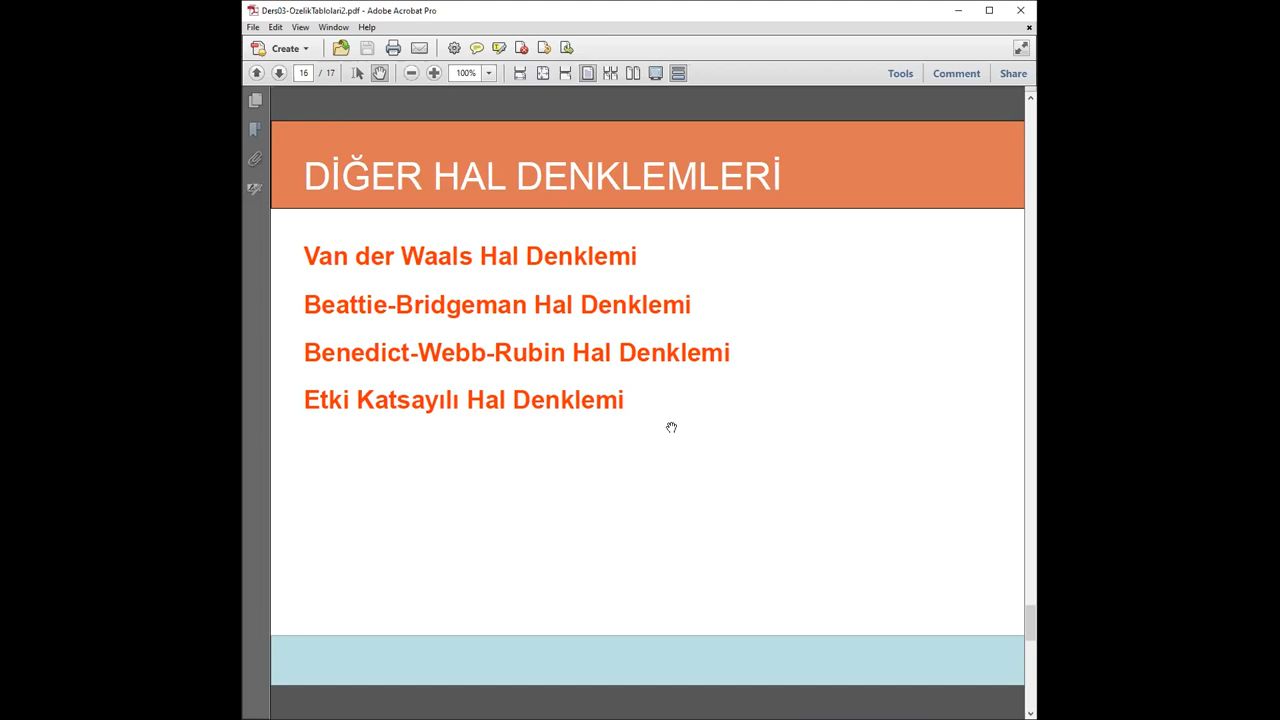 Ders03-OzelikTablolari2.pdf - Adobe Acrobat Pro
File Edit View Window Help
Create
16 / 17 100% Tools Comment Share
DİĞER HAL DENKLEMLERİ
Van der Waals Hal Denklemi
Beattie-Bridgeman Hal Denklemi
Benedict-Webb-Rubin Hal Denklemi
Etki Katsayılı Hal Denklemi